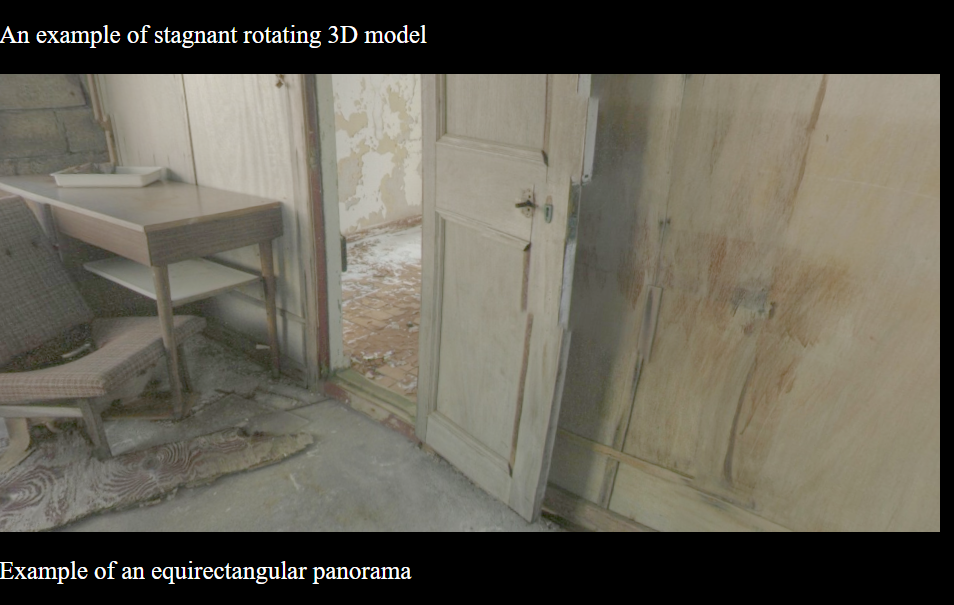 An example of stagnant rotating 3D model
Example of an equirectangular panorama